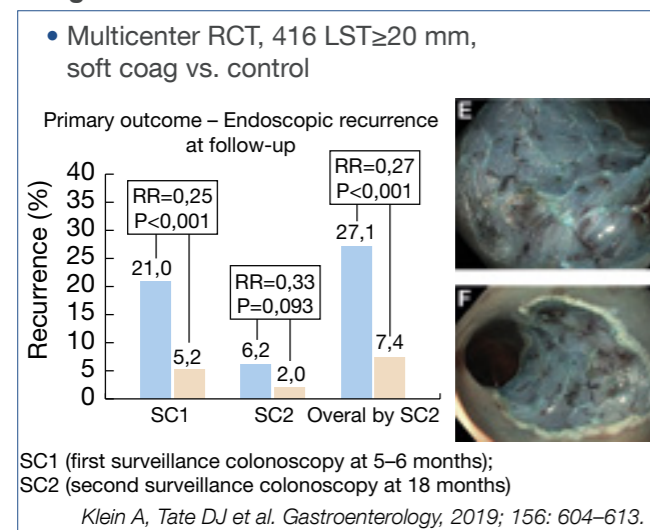 • Multicenter RCT, 416 LST≥20 mm,
soft coag vs. control
Primary outcome – Endoscopic recurrence
at follow-up
Recurrence (%)
40
35
30
25
20
15
10
5
0
RR=0,25
P<0,001
21,0
5,2
RR=0,33
P=0,093
6,2
2,0
RR=0,27
P<0,001
27,1
7,4
SC1
SC2
Overal by SC2
E
F
SC1 (first surveillance colonoscopy at 5–6 months);
SC2 (second surveillance colonoscopy at 18 months)
Klein A, Tate DJ et al. Gastroenterology, 2019; 156: 604–613.